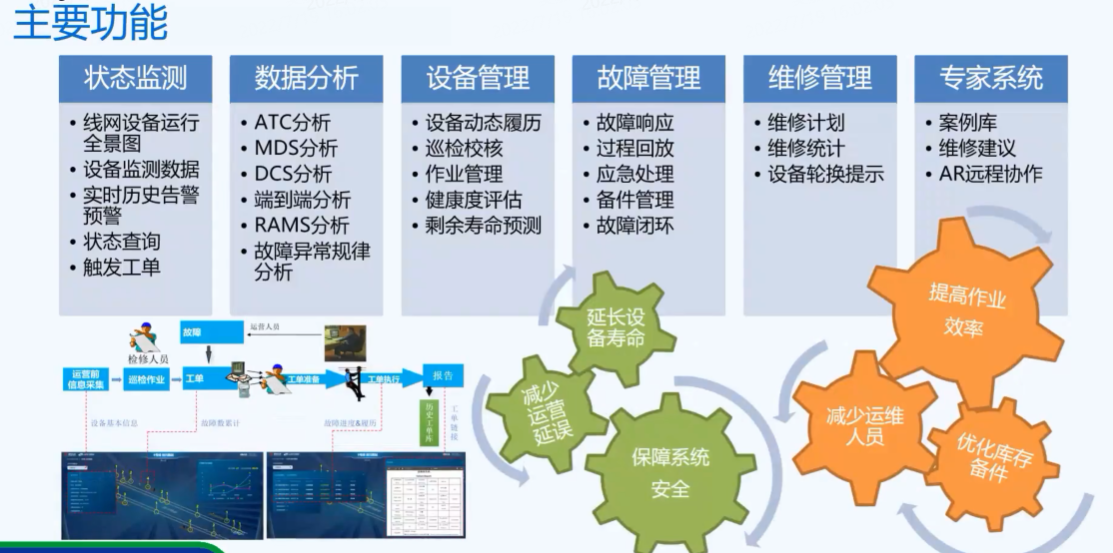 主要功能
状态监测
• 线网设备运行
全景图
• 设备监测数据
• 实时历史告警
预警
• 状态查询
• 触发工单
数据分析
• ATC分析
• MDS分析
• DCS分析
• 端到端分析
• RAMS分析
• 故障异常规律
分析
设备管理
• 设备动态履历
• 巡检校核
• 作业管理
• 健康度评估
• 剩余寿命预测
故障管理
• 故障响应
• 过程回放
• 应急处理
• 备件管理
• 故障闭环
维修管理
• 维修计划
• 维修统计
• 设备轮换提示
专家系统
• 案例库
• 维修建议
• AR远程协作
故障
运营人员
检修人员
运营前
信息采集
巡检作业
工单
工单准备
工单执行
报告
设备基本信息
故障数累计
故障进度&履历
历史工单库
工单链接
延长设
备寿命
减少
运营
延误
保障系统
安全
提高作业
效率
减少运维
人员
优化库存
备件